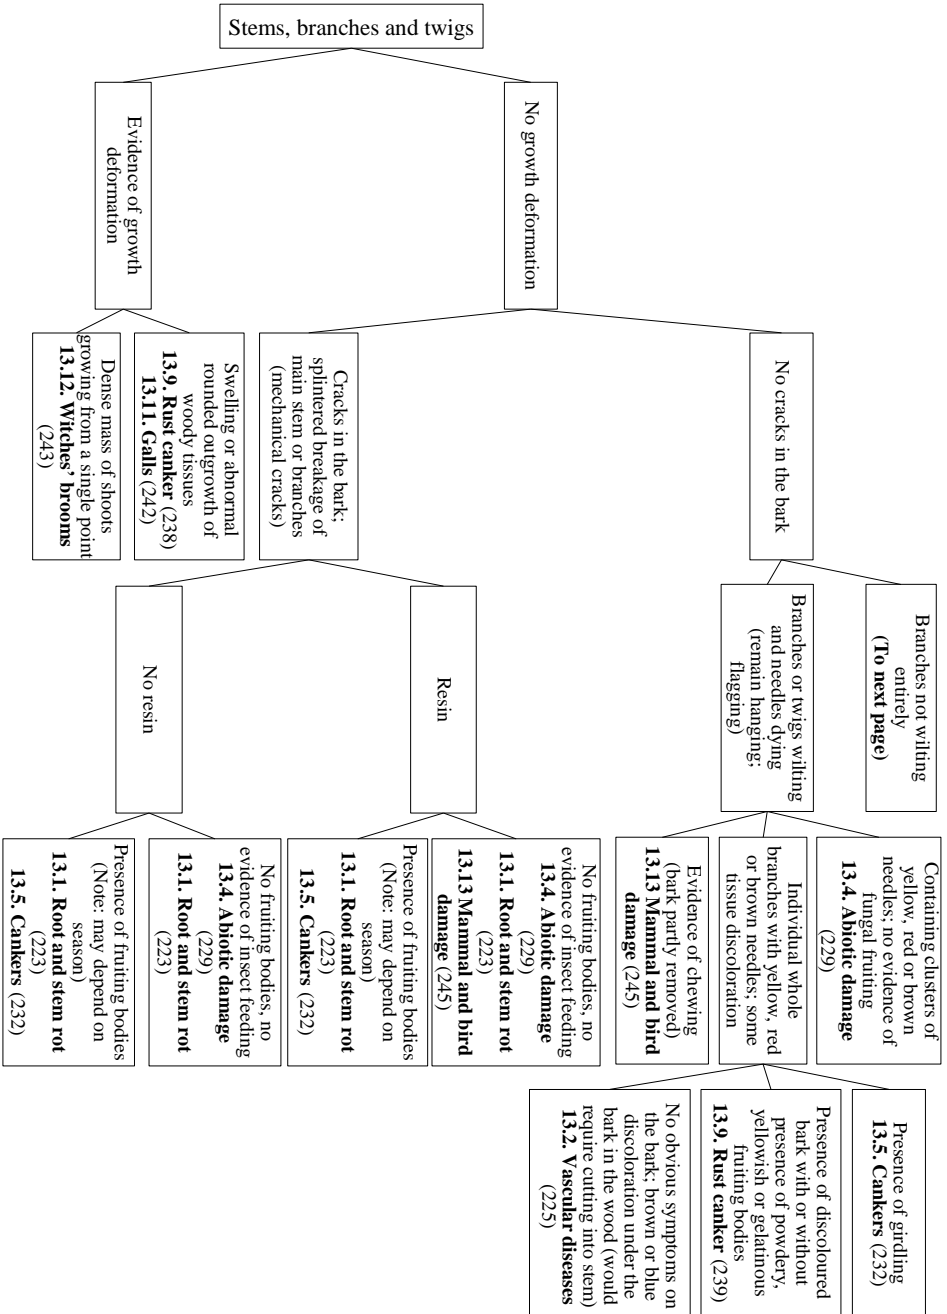 Stems, branches and twigs
No growth deformation
Evidence of growth
deformation
No cracks in the bark
Cracks in the bark;
splintered breakage of
main stem or branches
(mechanical cracks)
Swelling or abnormal
rounded outgrowth of
woody tissues
13.9. Rust canker (238)
13.11. Galls (242)
Dense mass of shoots
growing from a single point
13.12. Witches’ brooms
(243)
Branches not wilting
entirely
(To next page)
Branches or twigs wilting
and needles dying
(remain hanging;
flagging)
Resin
No resin
Containing clusters of
yellow, red or brown
needles; no evidence of
fungal fruiting
13.4. Abiotic damage
(229)
Individual whole
branches with yellow, red
or brown needles; some
tissue discoloration
Evidence of chewing
(bark partly removed)
13.13 Mammal and bird
damage (245)
No fruiting bodies, no
evidence of insect feeding
13.4. Abiotic damage
(229)
13.1. Root and stem rot
(223)
13.13 Mammal and bird
damage (245)
Presence of fruiting bodies
(Note: may depend on
season)
13.1. Root and stem rot
(223)
13.5. Cankers (232)
No fruiting bodies, no
evidence of insect feeding
13.4. Abiotic damage
(229)
13.1. Root and stem rot
(223)
Presence of fruiting bodies
(Note: may depend on
season)
13.1. Root and stem rot
(223)
13.5. Cankers (232)
Presence of girdling
13.5. Cankers (232)
Presence of discoloured
bark with or without
presence of powdery,
yellowish or gelatinous
fruiting bodies
13.9. Rust canker (239)
No obvious symptoms on
the bark; brown or blue
discoloration under the
bark in the wood (would
require cutting into stem)
13.2. Vascular diseases
(225)